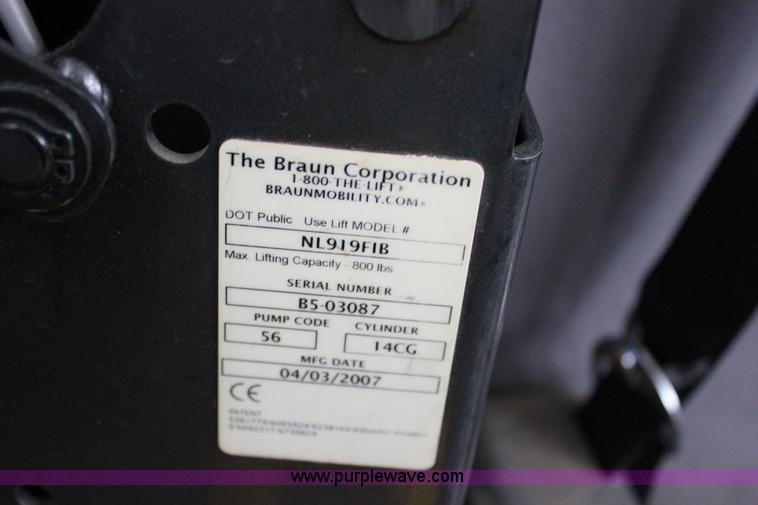 The Braun Corporation
1-800-THE-LIFT®
BRAUNMOBILITY.COM®
DOT Public Use Lift MODEL #
NL919FIB
Max. Lifting Capacity - 800 lbs
SERIAL NUMBER
B5-03087
PUMP CODE CYLINDER
56 14CG
MFG DATE
04/03/2007
CE
PATENT
www.purplewave.com